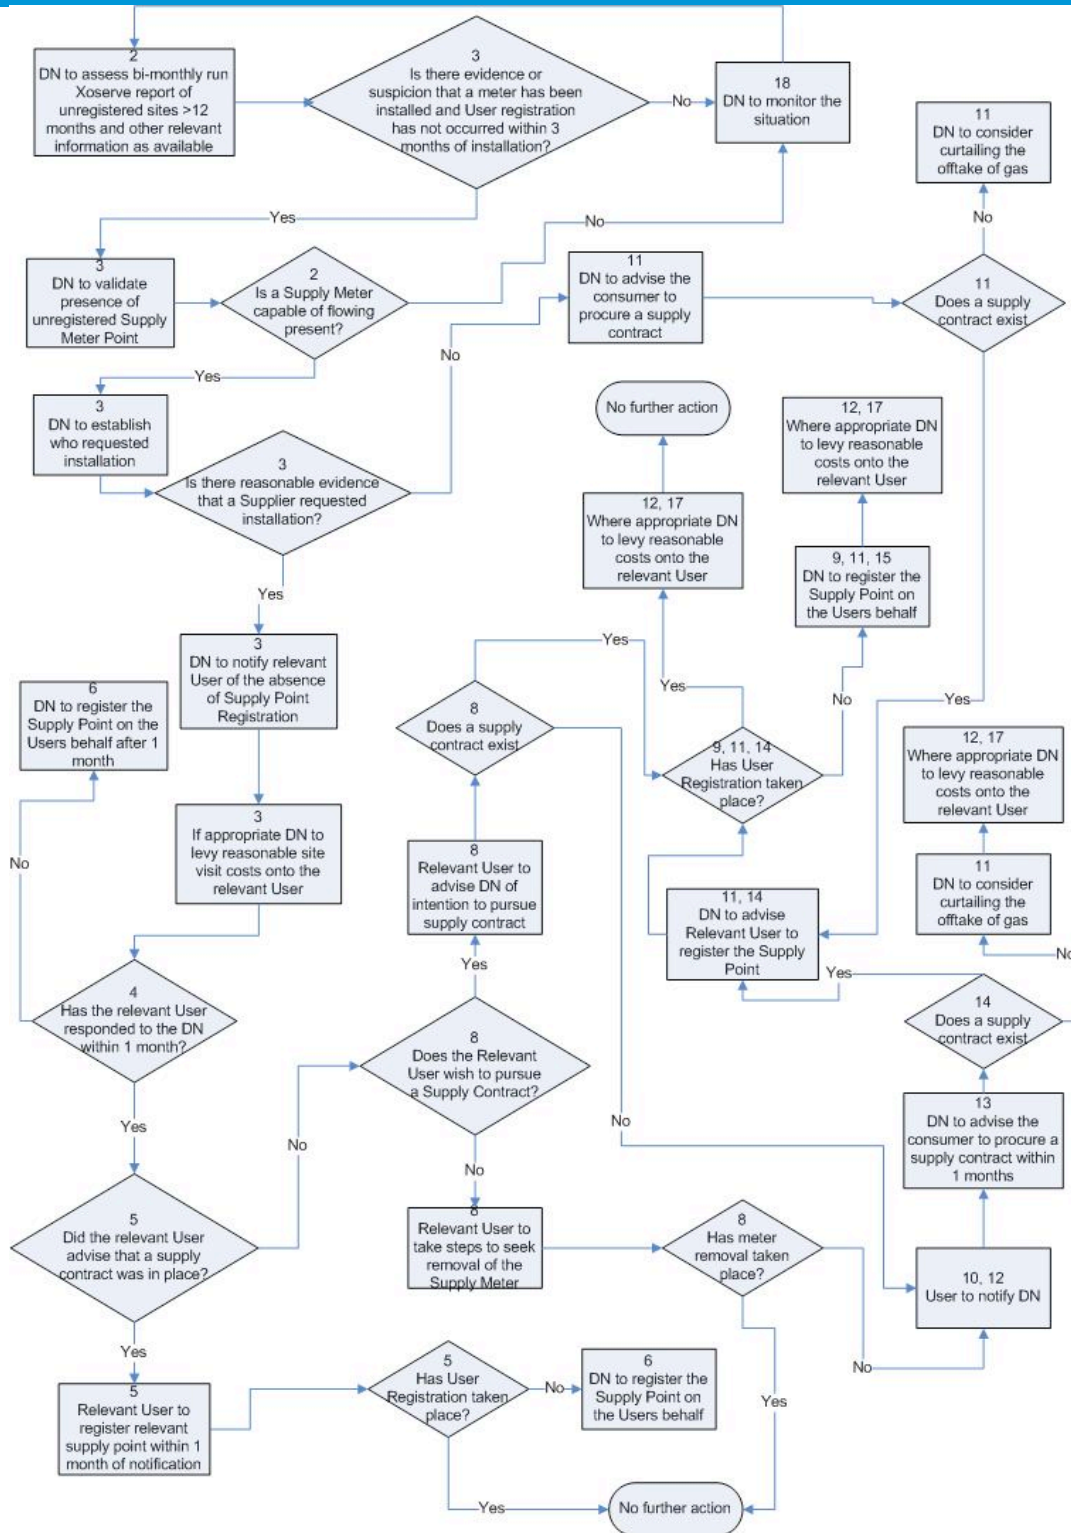 2
DN to assess bi-monthly run
Xoserve report of
unregistered sites >12
months and other relevant
information as available
3
Is there evidence or
suspicion that a meter has been
installed and User registration
has not occurred within 3
months of installation?
No
18
DN to monitor the
situation
11
DN to consider
curtailing the
offtake of gas
Yes
No
No
3
DN to validate
presence of
unregistered Supply
Meter Point
2
Is a Supply Meter
capable of flowing
present?
11
DN to advise the
consumer to
procure a supply
contract
11
Does a supply
contract exist
No
Yes
3
DN to establish
who requested
installation
3
Is there reasonable evidence
that a Supplier requested
installation?
No further action
12, 17
Where appropriate DN
to levy reasonable
costs onto the
relevant User
12, 17
Where appropriate DN
to levy reasonable
costs onto the
relevant User
9, 11, 15
DN to register the
Supply Point on
the Users behalf
Yes
3
DN to notify relevant
User of the absence
of Supply Point
Registration
Yes
6
DN to register the
Supply Point on the
Users behalf after 1
month
8
Does a supply
contract exist
Yes
No
Yes
9, 11, 14
Has User
Registration taken
place?
12, 17
Where appropriate DN
to levy reasonable
costs onto the
relevant User
3
If appropriate DN to
levy reasonable site
visit costs onto the
relevant User
No
8
Relevant User to
advise DN of
intention to pursue
supply contract
11, 14
DN to advise
Relevant User to
register the Supply
Point
11
DN to consider
curtailing the
offtake of gas
No
Yes
Yes
4
Has the relevant User
responded to the DN
within 1 month?
8
Does the Relevant
User wish to pursue
a Supply Contract?
14
Does a supply
contract exist
Yes
No
No
No
13
DN to advise the
consumer to procure a
supply contract within
1 months
5
Did the relevant User
advise that a supply
contract was in place?
8
Relevant User to
take steps to seek
removal of the
Supply Meter
8
Has meter
removal taken
place?
10, 12
User to notify DN
Yes
No
5
Relevant User to
register relevant
supply point within 1
month of notification
5
Has User
Registration taken
place?
No
6
DN to register the
Supply Point on
the Users behalf
Yes
Yes
No further action